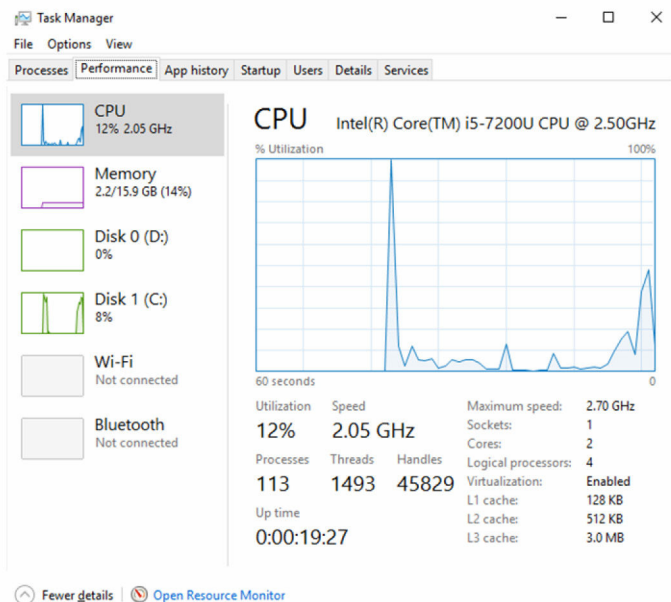 Task Manager
File Options View
Processes Performance App history Startup Users Details Services
CPU
12% 2.05 GHz
Memory
2.2/15.9 GB (14%)
Disk 0 (D:)
0%
Disk 1 (C:)
8%
Wi-Fi
Not connected
Bluetooth
Not connected
CPU Intel(R) Core(TM) i5-7200U CPU @ 2.50GHz
% Utilization 100%
60 seconds 0
Utilization Speed
12% 2.05 GHz
Processes Threads Handles
113 1493 45829
Up time
0:00:19:27
Maximum speed: 2.70 GHz
Sockets: 1
Cores: 2
Logical processors: 4
Virtualization: Enabled
L1 cache: 128 KB
L2 cache: 512 KB
L3 cache: 3.0 MB
Fewer details Open Resource Monitor